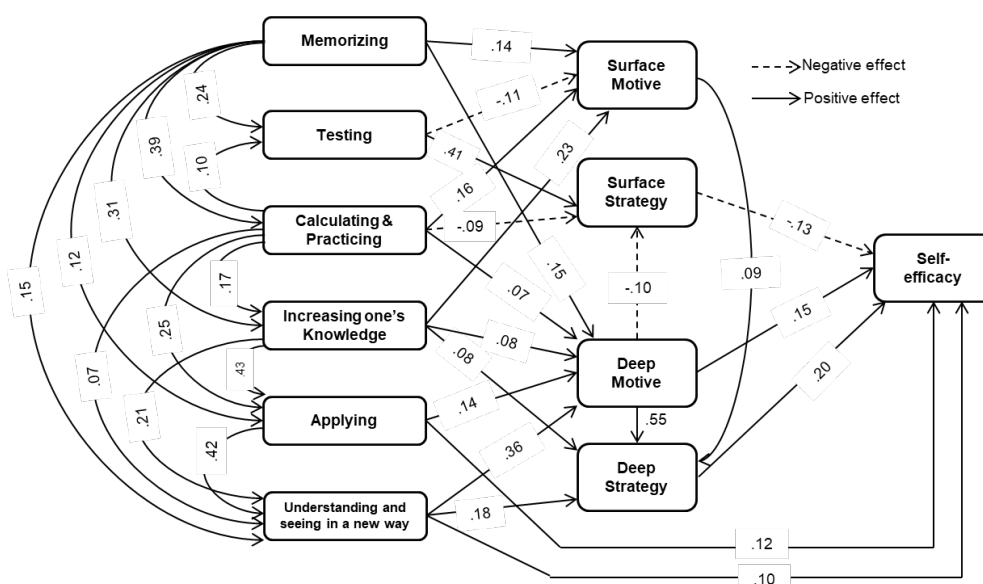 Memorizing
Testing
Calculating &
Practicing
Increasing one's
Knowledge
Applying
Understanding and
seeing in a new way
Surface
Motive
Surface
Strategy
Deep
Motive
Deep
Strategy
Self-
efficacy
Negative effect
Positive effect
.24
.39
.10
.31
.12
.15
.17
.25
.07
.43
.21
.42
.14
-.11
.41
.16
-.09
.23
.15
.07
.08
.08
.14
.36
.18
-.10
.55
.09
-.13
.15
.20
.12
.10